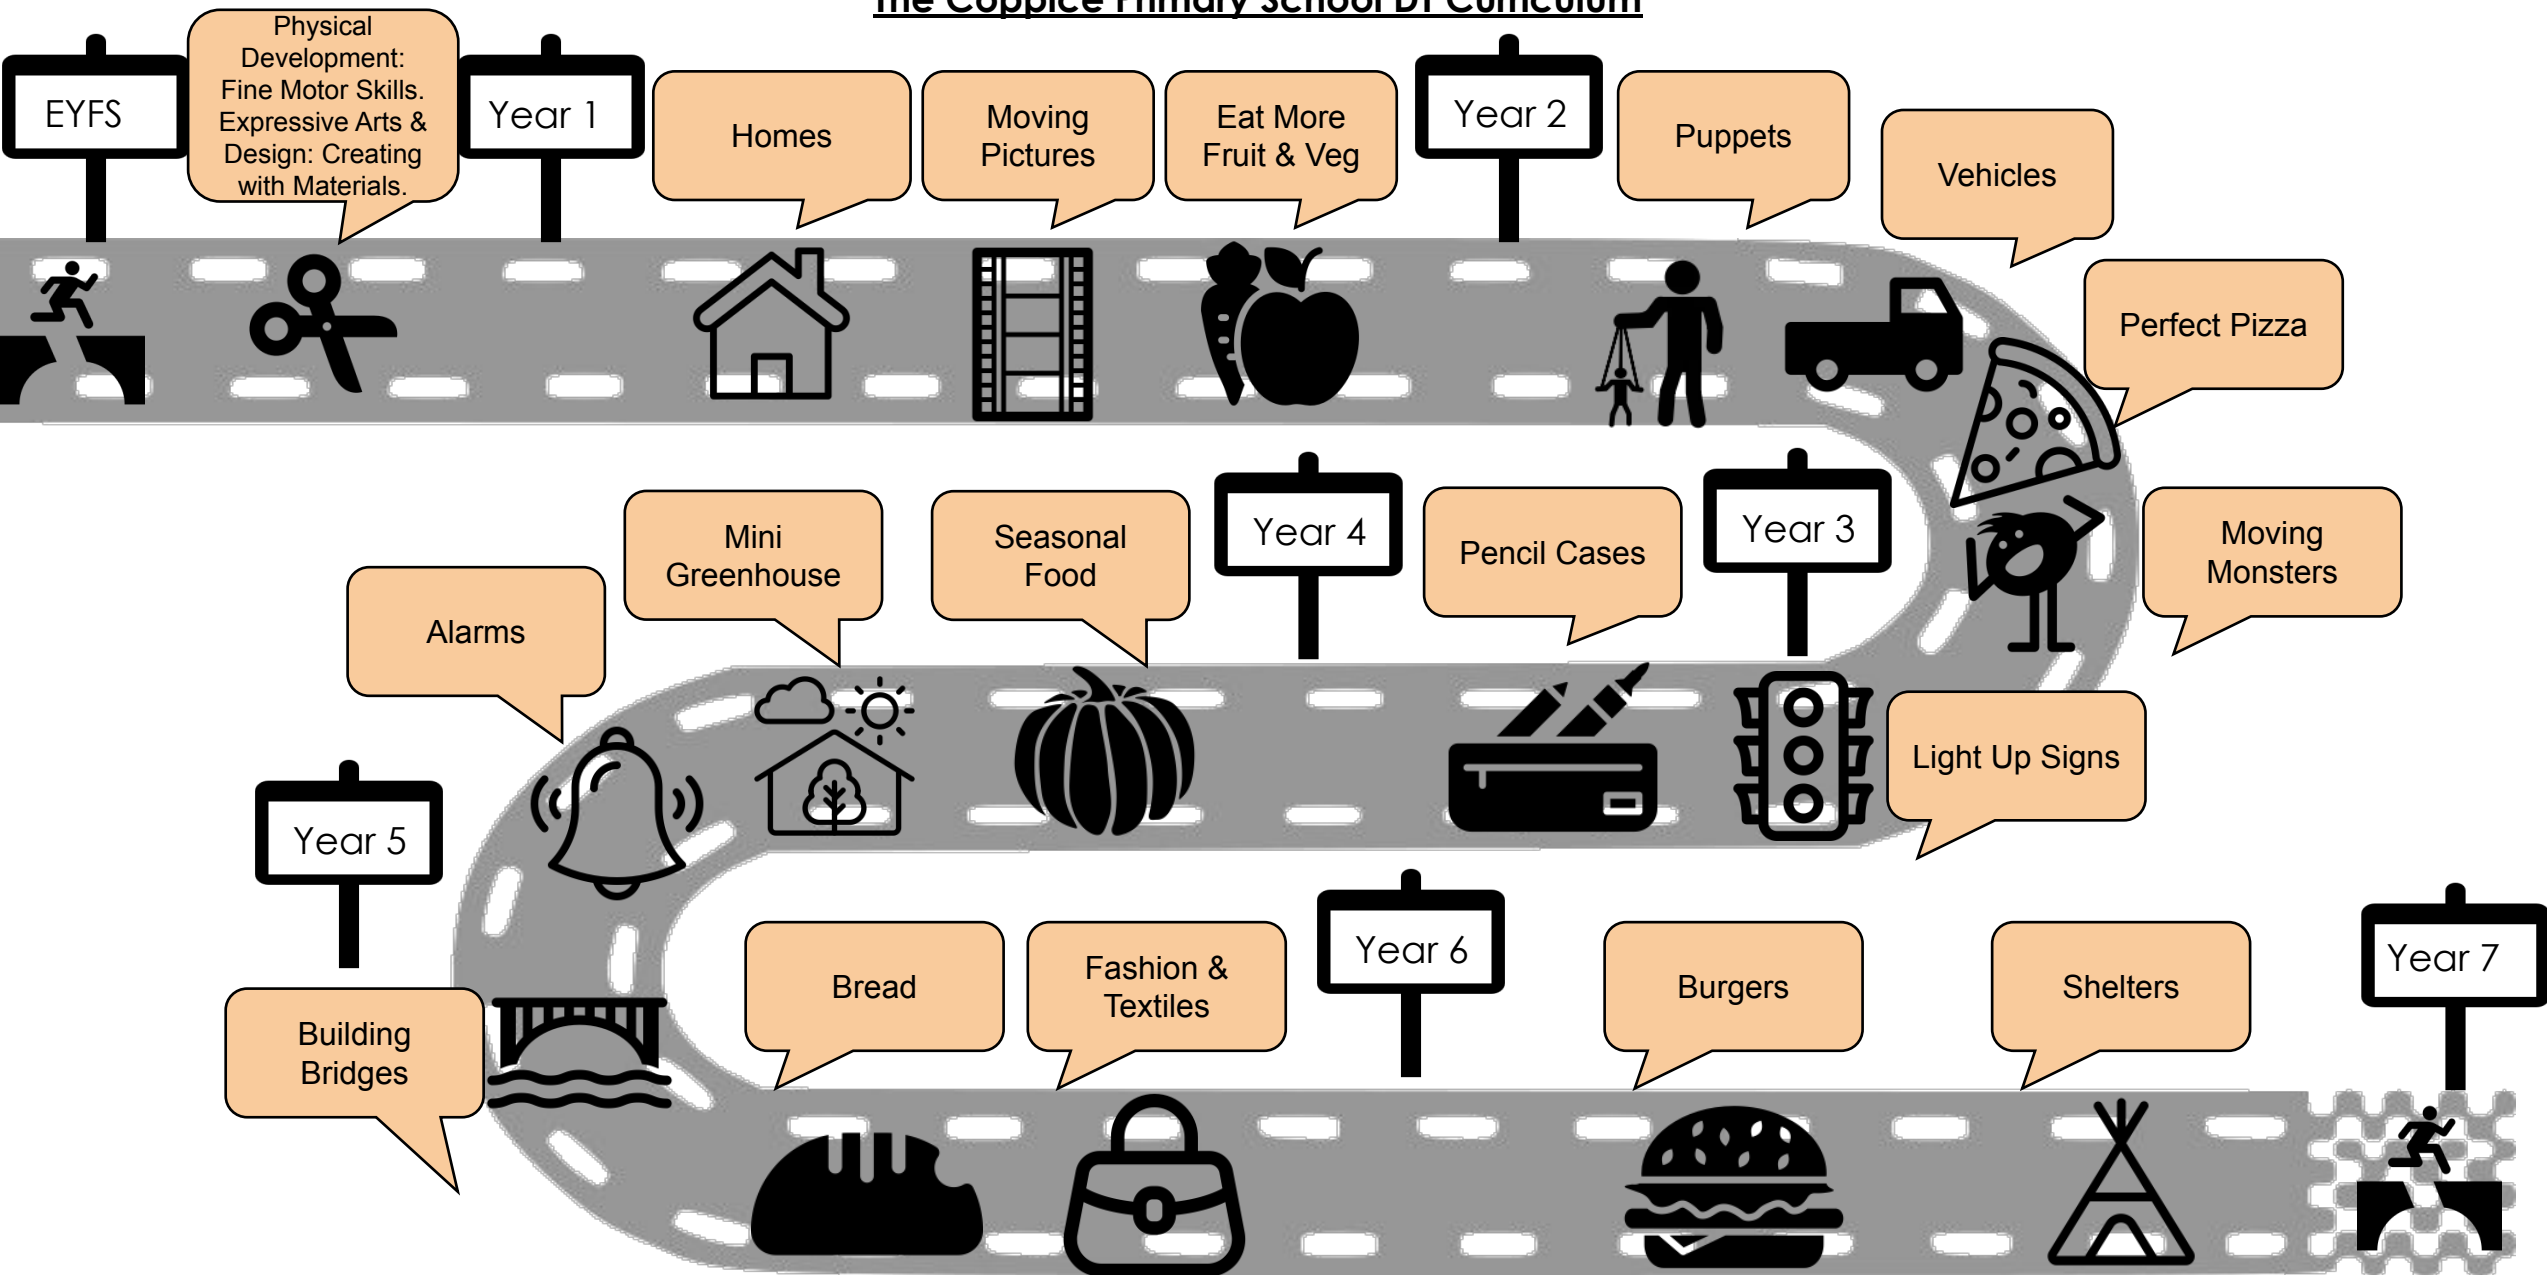 The Coppice Primary School DT Curriculum
EYFS
Physical
Development:
Fine Motor Skills.
Expressive Arts &
Design: Creating
with Materials.
Year 1
Homes
Moving
Pictures
Eat More
Fruit & Veg
Year 2
Puppets
Vehicles
Perfect Pizza
Moving
Monsters
Year 3
Light Up Signs
Pencil Cases
Year 4
Seasonal
Food
Mini
Greenhouse
Alarms
Year 5
Building
Bridges
Bread
Fashion &
Textiles
Year 6
Burgers
Shelters
Year 7